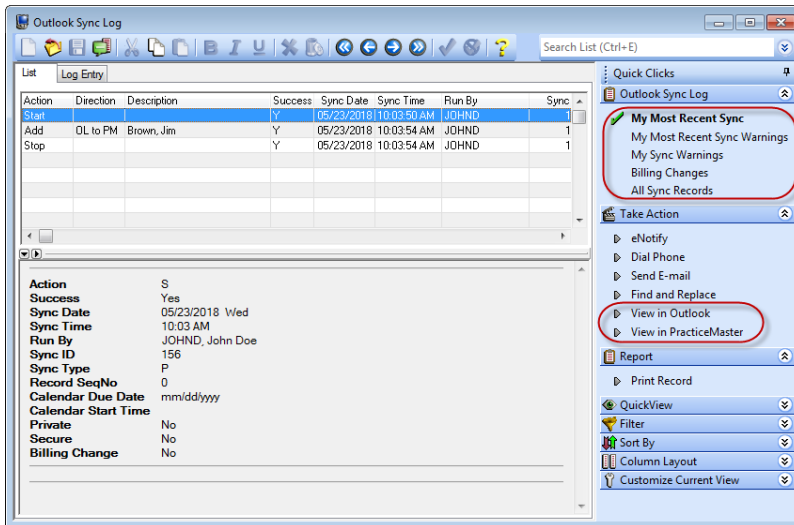 Outlook Sync Log
B I U
Search List (Ctrl+E)
List Log Entry
Action Direction Description Success Sync Date Sync Time Run By Sync
Start Y 05/23/2018 10:03:50 AM JOHND 1
Add OL to PM Brown, Jim Y 05/23/2018 10:03:54 AM JOHND 1
Stop Y 05/23/2018 10:03:54 AM JOHND 1
Action S
Success Yes
Sync Date 05/23/2018 Wed
Sync Time 10:03 AM
Run By JOHND, John Doe
Sync ID 156
Sync Type P
Record SeqNo 0
Calendar Due Date mm/dd/yyyy
Calendar Start Time
Private No
Secure No
Billing Change No
Quick Clicks
Outlook Sync Log
My Most Recent Sync
My Most Recent Sync Warnings
My Sync Warnings
Billing Changes
All Sync Records
Take Action
eNotify
Dial Phone
Send E-mail
Find and Replace
View in Outlook
View in PracticeMaster
Report
Print Record
QuickView
Filter
Sort By
Column Layout
Customize Current View